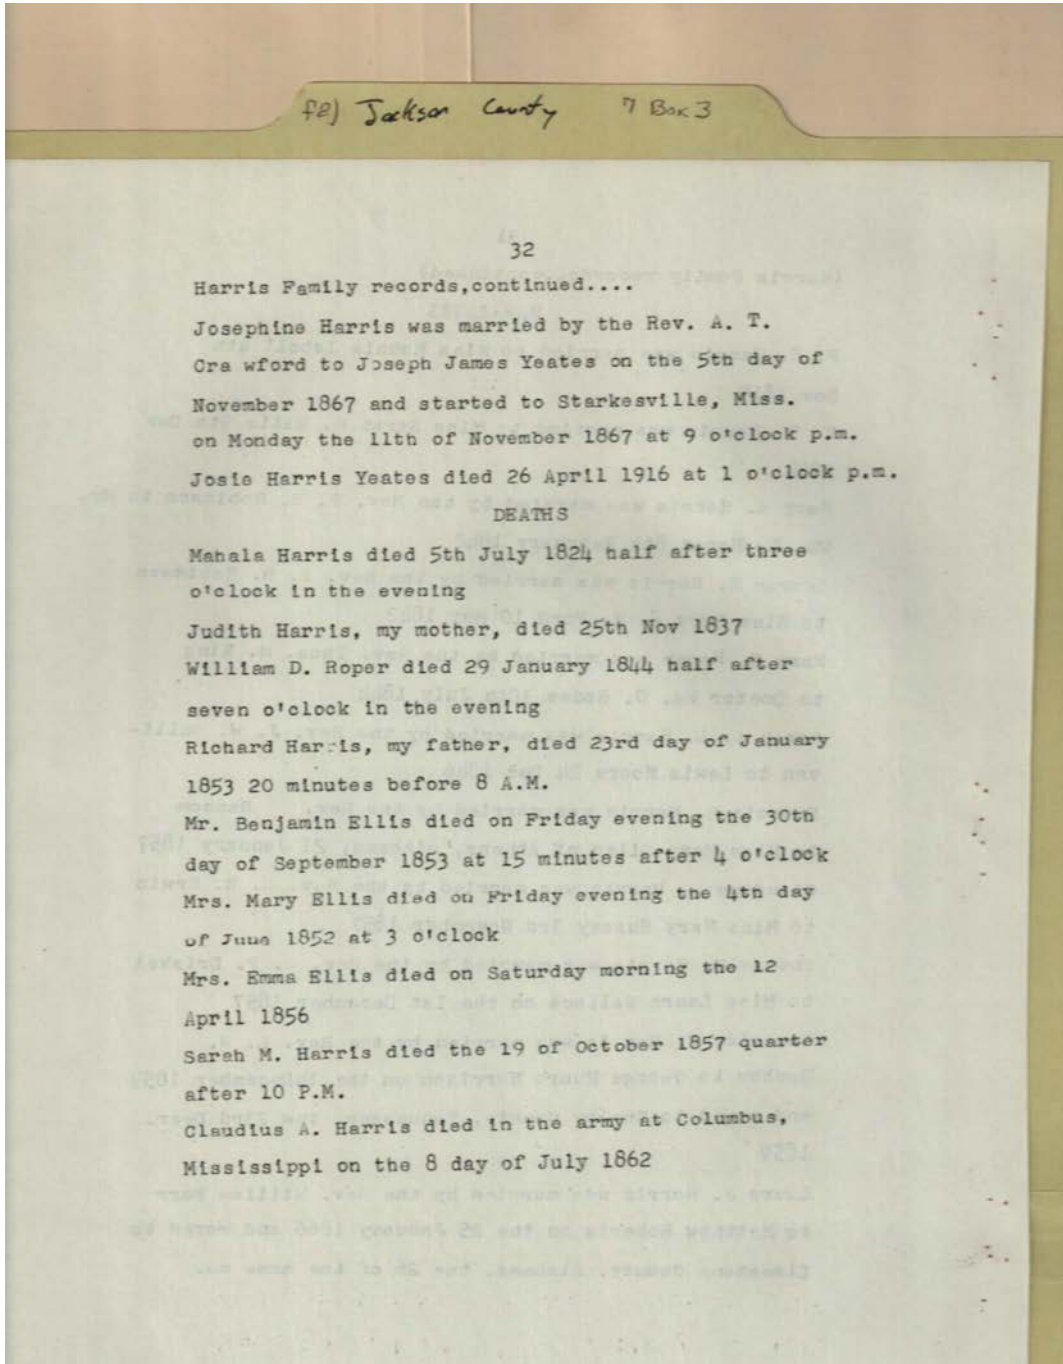 f2) Jackson County 7 Box 3
32
Harris Family records,continued....
Josephine Harris was married by the Rev. A. T.
Cra wford to Joseph James Yeates on the 5th day of
November 1867 and started to Starkesville, Miss.
on Monday the 11th of November 1867 at 9 o'clock p.m.
Josie Harris Yeates died 26 April 1916 at 1 o'clock p.m.
DEATHS
Mahala Harris died 5th July 1824 half after three
o'clock in the evening
Judith Harris, my mother, died 25th Nov 1837
William D. Roper died 29 January 1844 half after
seven o'clock in the evening
Richard Harris, my father, died 23rd day of January
1853 20 minutes before 8 A.M.
Mr. Benjamin Ellis died on Friday evening the 30th
day of September 1853 at 15 minutes after 4 o'clock
Mrs. Mary Ellis died on Friday evening the 4th day
of June 1852 at 3 o'clock
Mrs. Emma Ellis died on Saturday morning the 12
April 1856
Sarah M. Harris died the 19 of October 1857 quarter
after 10 P.M.
Claudius A. Harris died in the army at Columbus,
Mississippi on the 8 day of July 1862